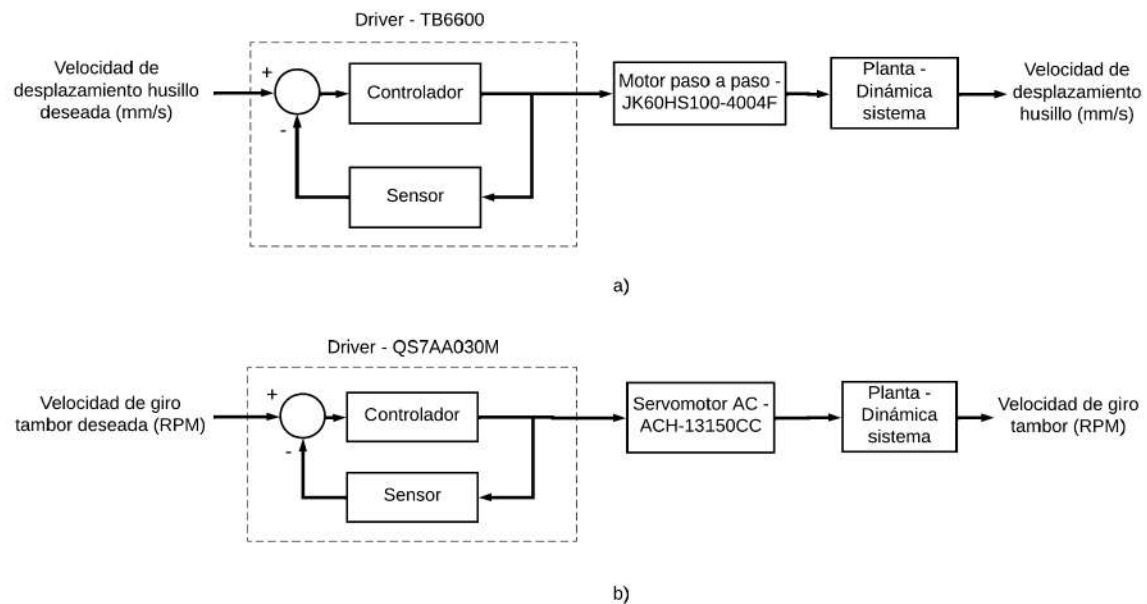 Driver - TB6600
Velocidad de
desplazamiento husillo
deseada (mm/s)
+
-
Controlador
Sensor
Motor paso a paso -
JK60HS100-4004F
Planta -
Dinámica
sistema
Velocidad de
desplazamiento
husillo (mm/s)
a)
Driver - QS7AA030M
Velocidad de giro
tambor deseada (RPM)
+
-
Controlador
Sensor
Servomotor AC -
ACH-13150CC
Planta -
Dinámica
sistema
Velocidad de giro
tambor (RPM)
b)